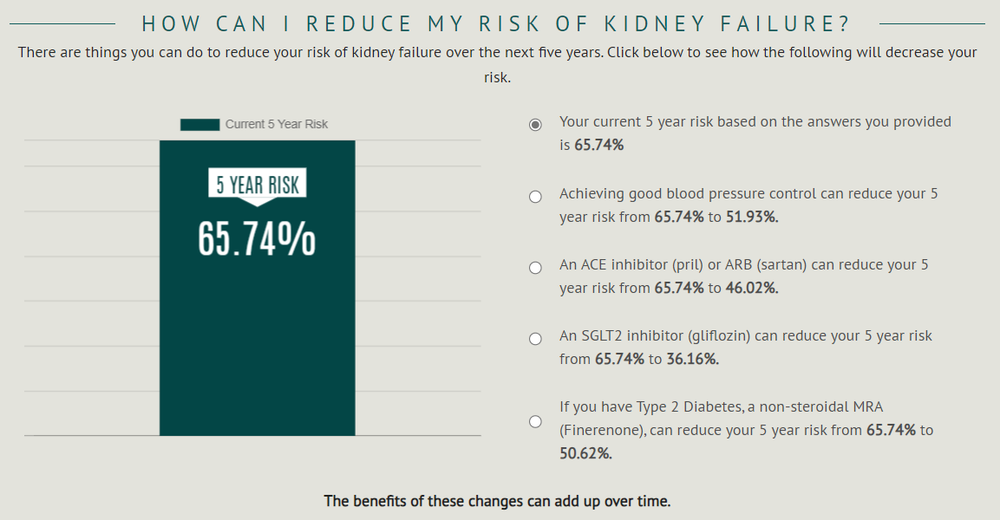 HOW CAN I REDUCE MY RISK OF KIDNEY FAILURE?
There are things you can do to reduce your risk of kidney failure over the next five years. Click below to see how the following will decrease your
risk.
Current 5 Year Risk
5 YEAR RISK
65.74%
Your current 5 year risk based on the answers you provided
is 65.74%
Achieving good blood pressure control can reduce your 5
year risk from 65.74% to 51.93%.
An ACE inhibitor (pril) or ARB (sartan) can reduce your 5
year risk from 65.74% to 46.02%.
An SGLT2 inhibitor (gliflozin) can reduce your 5 year risk
from 65.74% to 36.16%.
If you have Type 2 Diabetes, a non-steroidal MRA
(Finerenone), can reduce your 5 year risk from 65.74% to
50.62%.
The benefits of these changes can add up over time.